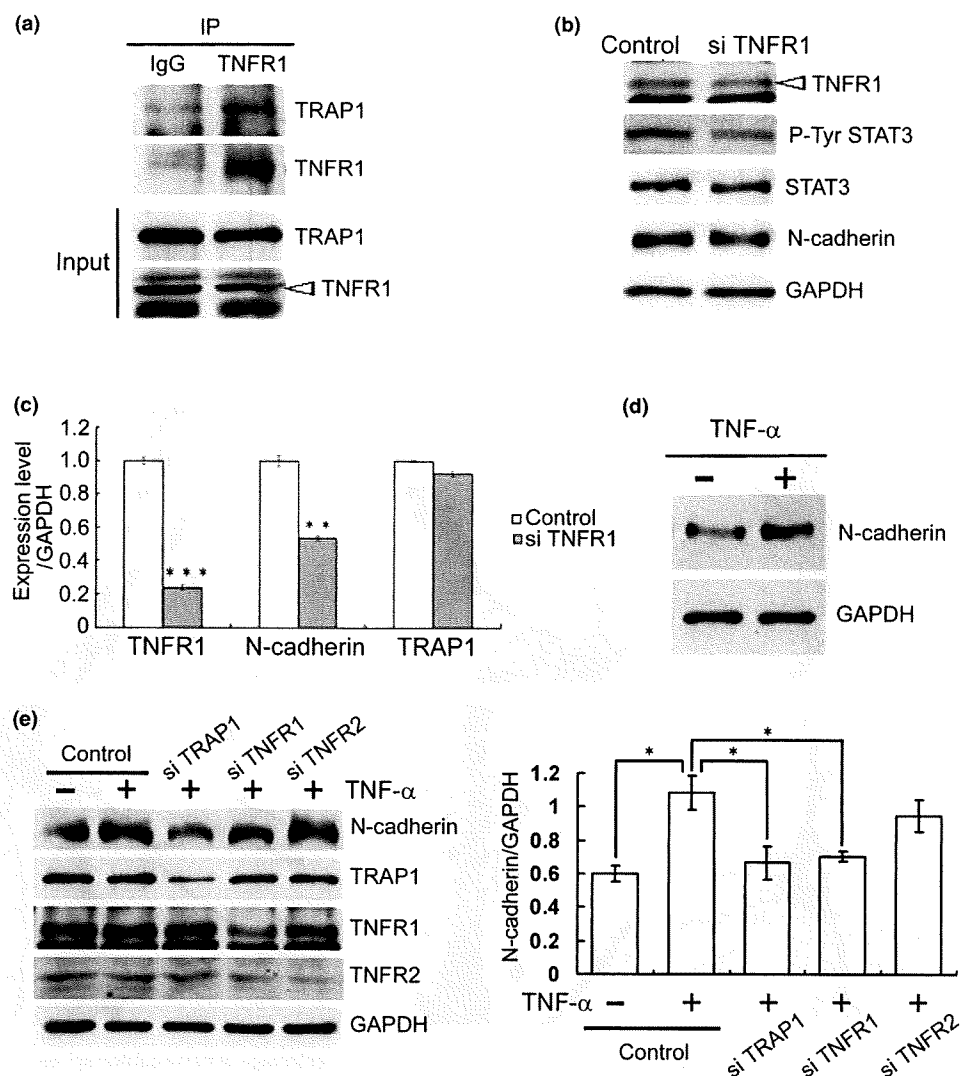 (a)
IP
IgG TNFR1
TRAP1
TNFR1
Input
TRAP1
TNFR1
(b)
Control si TNFR1
TNFR1
P-Tyr STAT3
STAT3
N-cadherin
GAPDH
(c)
Expression level
/GAPDH
1.2
1.0
0.8
0.6
0.4
0.2
0
* * *
* *
TNFR1 N-cadherin TRAP1
Control
si TNFR1
(d)
TNF-α
− +
N-cadherin
GAPDH
(e)
Control si TRAP1 si TNFR1 si TNFR2
− + + + + TNF-α
N-cadherin
TRAP1
TNFR1
TNFR2
GAPDH
N-cadherin/GAPDH
1.2
1
0.8
0.6
0.4
0.2
0
* * *
TNF-α − + + + +
Control si TRAP1 si TNFR1 si TNFR2